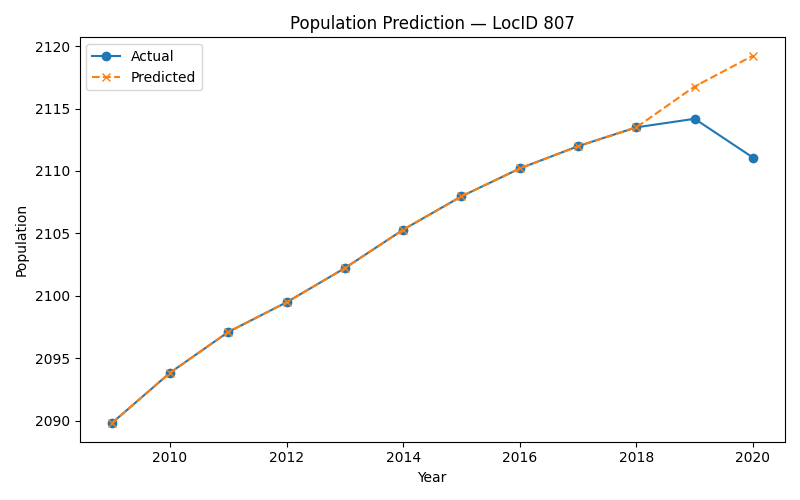 Population Prediction — LocID 807
Actual
Predicted
Population
2120
2115
2110
2105
2100
2095
2090
2010 2012 2014 2016 2018 2020
Year